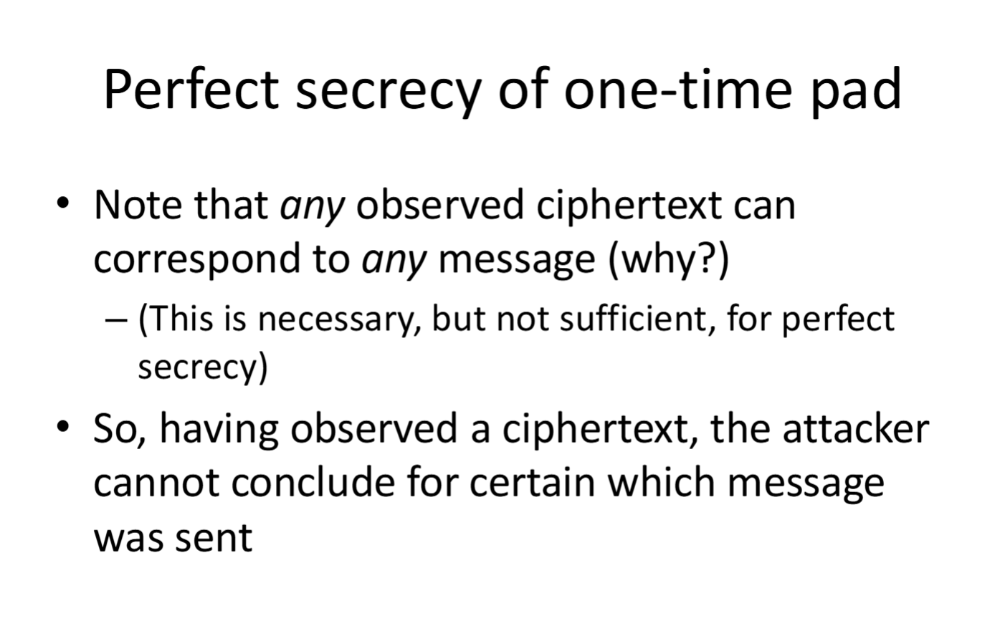 Perfect secrecy of one-time pad
• Note that any observed ciphertext can
correspond to any message (why?)
– (This is necessary, but not sufficient, for perfect
secrecy)
• So, having observed a ciphertext, the attacker
cannot conclude for certain which message
was sent